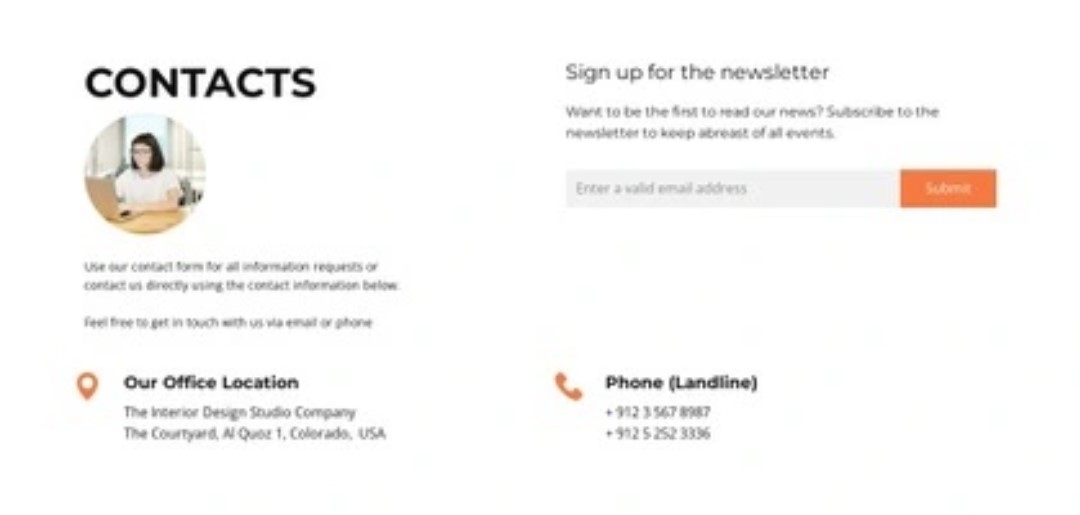 CONTACTS
Use our contact form for all information requests or
contact us directly using the contact information below.
Feel free to get in touch with us via email or phone
Sign up for the newsletter
Want to be the first to read our news? Subscribe to the
newsletter to keep abreast of all events.
Enter a valid email address
Submit
Our Office Location
The Interior Design Studio Company
The Courtyard, Al Quoz 1, Colorado, USA
Phone (Landline)
+ 912 3 567 8987
+ 912 5 252 3336